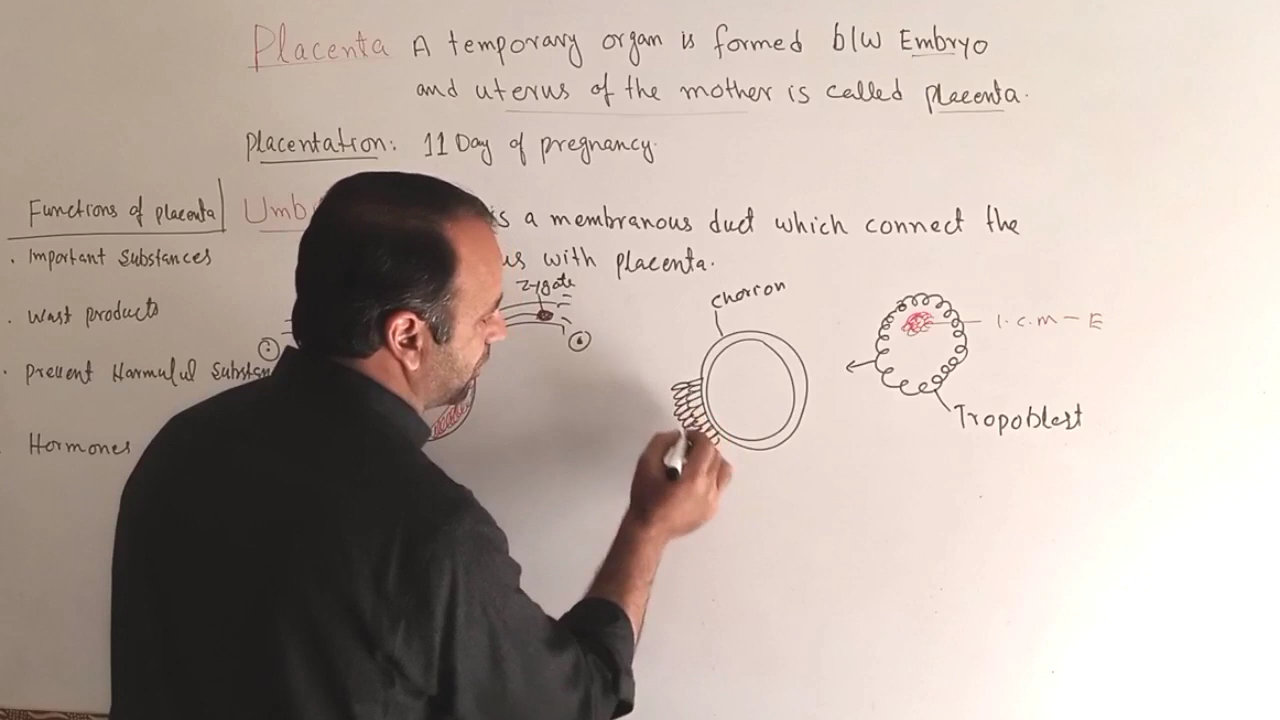 Placenta A temporary organ is formed b/w Embryo
and uterus of the mother is called placenta.
Placentation: 11 Day of pregnancy.
Functions of placenta
Umb is a membranous duct which connect the
us with placenta.
. Important Substances
. Wast products
. Prevent Harmuful Substan
. Hormones
Zygote
Chorion
I.C.M - E
Tropoblast